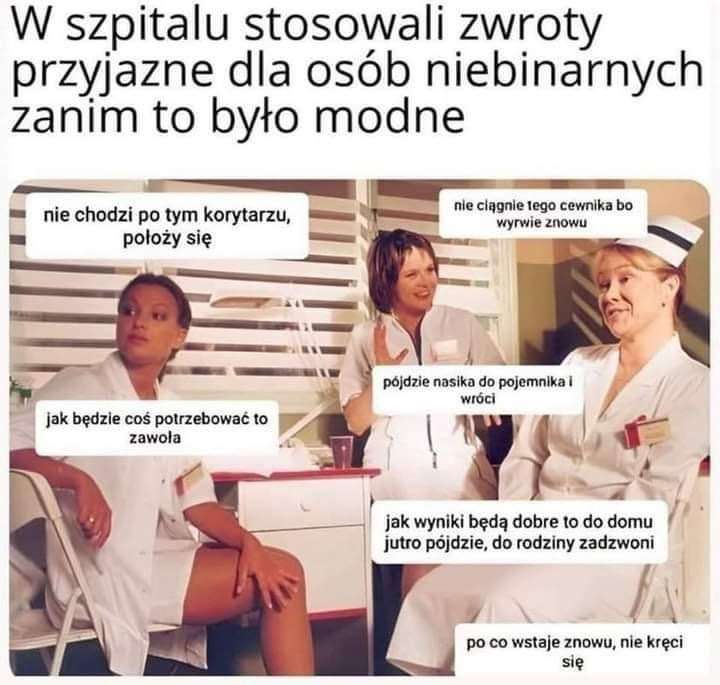 W szpitalu stosowali zwroty
przyjazne dla osób niebinarnych
zanim to było modne
nie chodzi po tym korytarzu,
położy się
nie ciągnie tego cewnika bo
wyrwie znowu
pójdzie nasika do pojemnika i
wróci
jak będzie coś potrzebować to
zawoła
jak wyniki będą dobre to do domu
jutro pójdzie, do rodziny zadzwoni
po co wstaje znowu, nie kręci
się